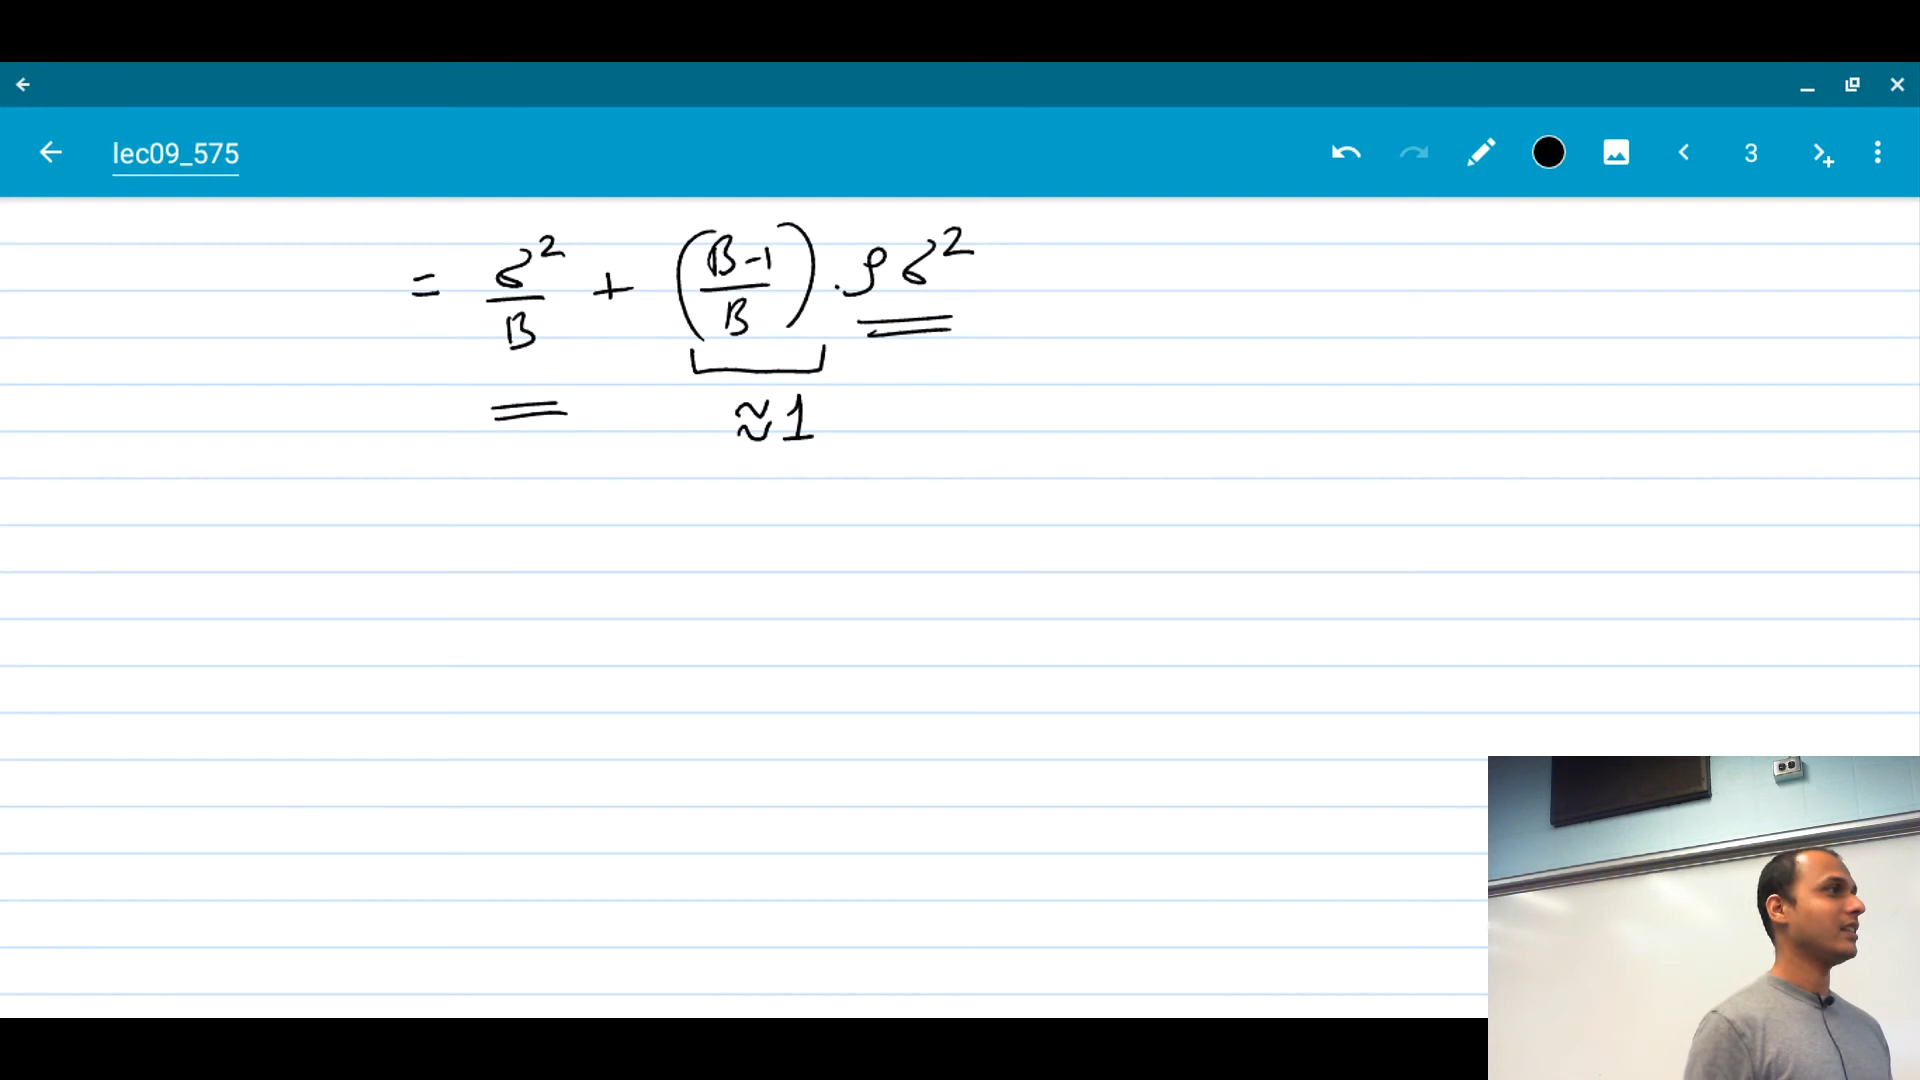 lec09_575
3
= σ²/B + (B-1/B) . ρσ²
≈1